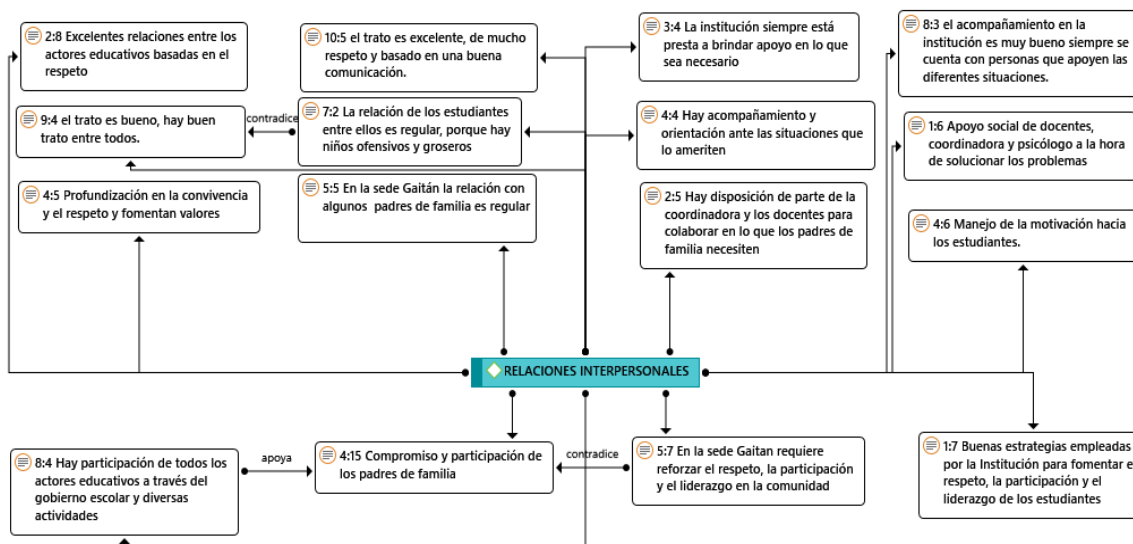 2:8 Excelentes relaciones entre los
actores educativos basadas en el
respeto
10:5 el trato es excelente, de mucho
respeto y basado en una buena
comunicación.
3:4 La institución siempre está
presta a brindar apoyo en lo que
sea necesario
8:3 el acompañamiento en la
institución es muy bueno siempre se
cuenta con personas que apoyen las
diferentes situaciones.
9:4 el trato es bueno, hay buen
trato entre todos.
contradice
7:2 La relación de los estudiantes
entre ellos es regular, porque hay
niños ofensivos y groseros
4:4 Hay acompañamiento y
orientación ante las situaciones que
lo ameriten
1:6 Apoyo social de docentes,
coordinadora y psicólogo a la hora
de solucionar los problemas
4:5 Profundización en la convivencia
y el respeto y fomentan valores
5:5 En la sede Gaitán la relación con
algunos padres de familia es regular
2:5 Hay disposición de parte de la
coordinadora y los docentes para
colaborar en lo que los padres de
familia necesiten
4:6 Manejo de la motivación hacia
los estudiantes.
RELACIONES INTERPERSONALES
8:4 Hay participación de todos los
actores educativos a través del
gobierno escolar y diversas
actividades
apoya
4:15 Compromiso y participación de
los padres de familia
contradice
5:7 En la sede Gaitan requiere
reforzar el respeto, la participación
y el liderazgo en la comunidad
1:7 Buenas estrategias empleadas
por la Institución para fomentar e
respeto, la participación y el
liderazgo de los estudiantes